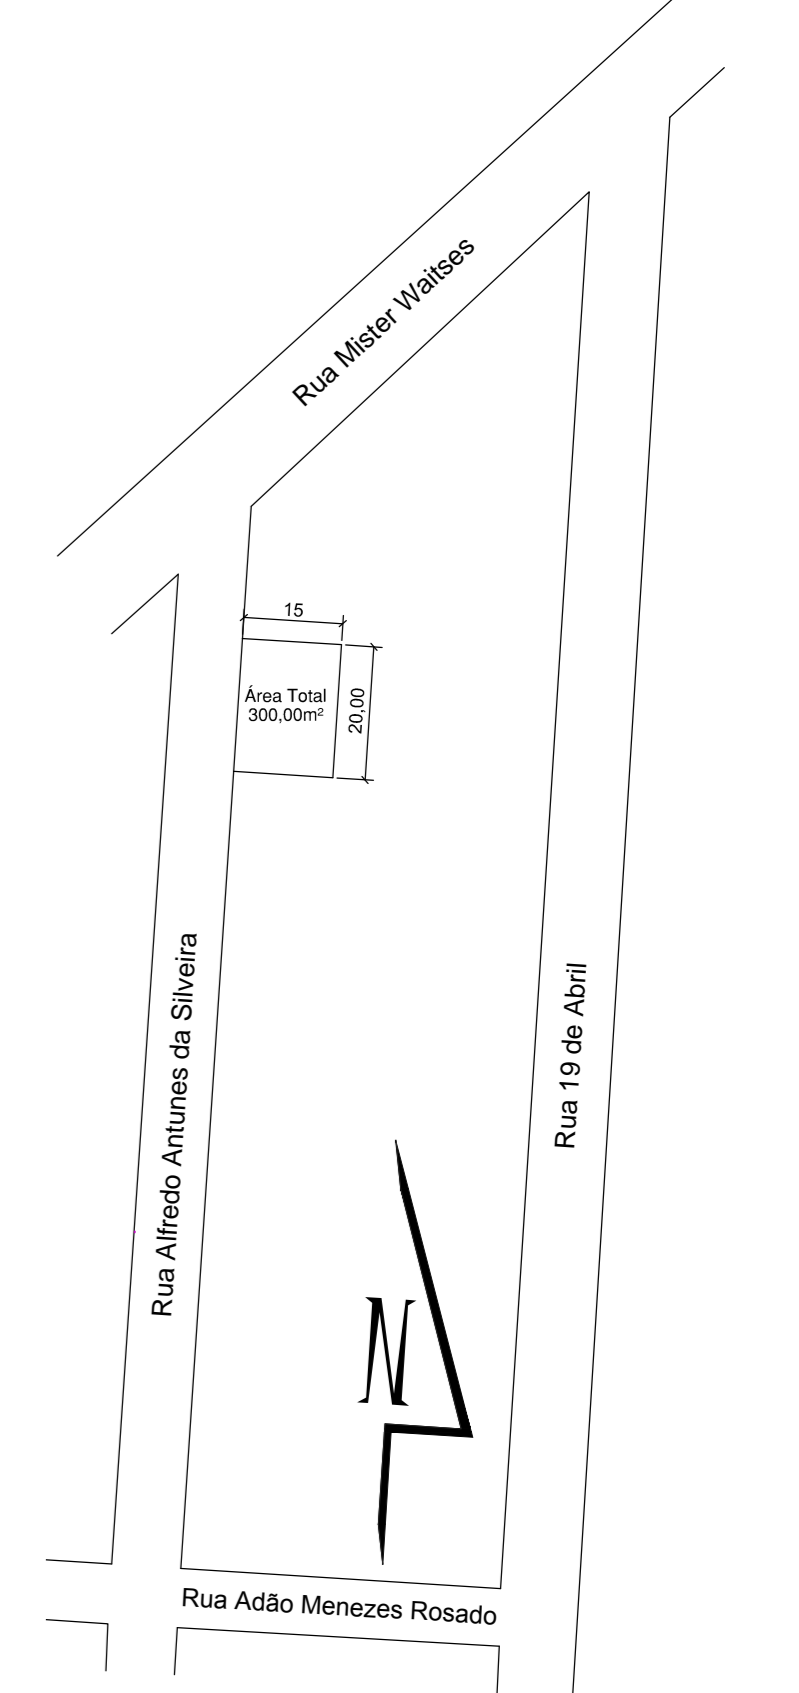 Rua Mister Waitses
15
Área Total
300,00m²
20,00
Rua Alfredo Antunes da Silveira
Rua 19 de Abril
N
Rua Adão Menezes Rosado